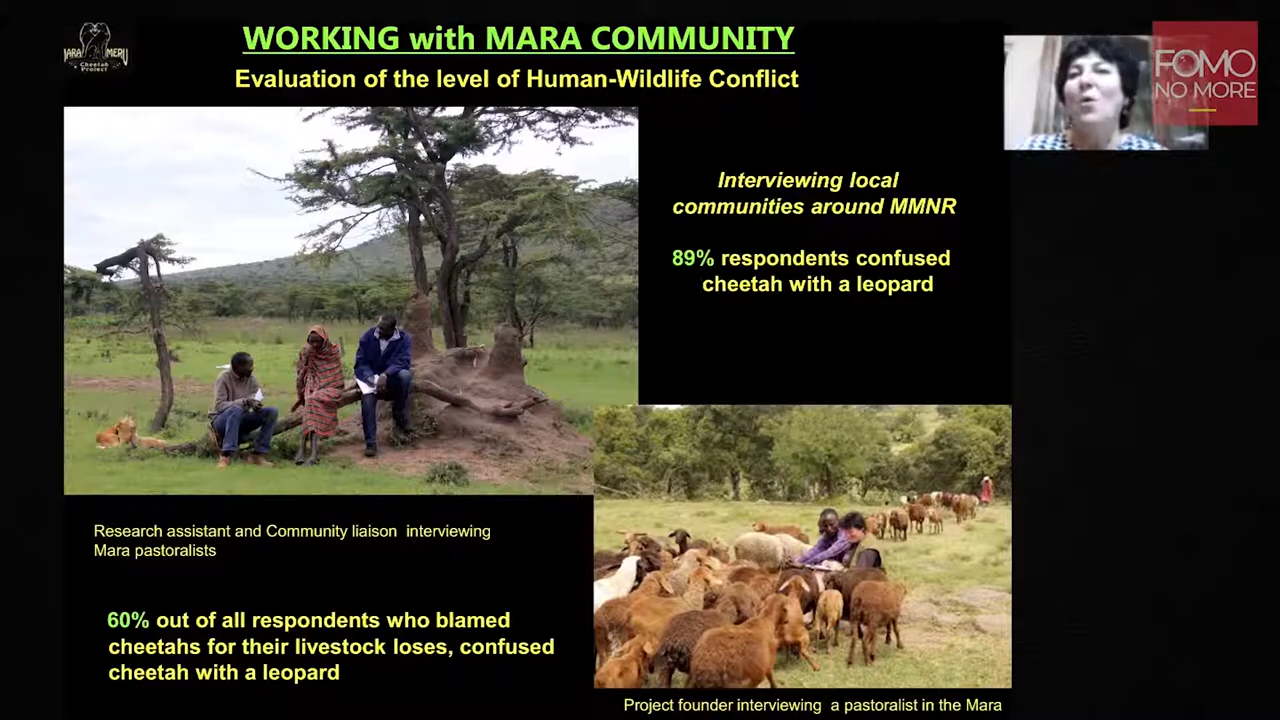 MARA MERU
Cheetah
Project
WORKING with MARA COMMUNITY
Evaluation of the level of Human-Wildlife Conflict
FOMO
NO MORE
Interviewing local
communities around MMNR
89% respondents confused
cheetah with a leopard
Research assistant and Community liaison interviewing
Mara pastoralists
60% out of all respondents who blamed
cheetahs for their livestock loses, confused
cheetah with a leopard
Project founder interviewing a pastoralist in the Mara